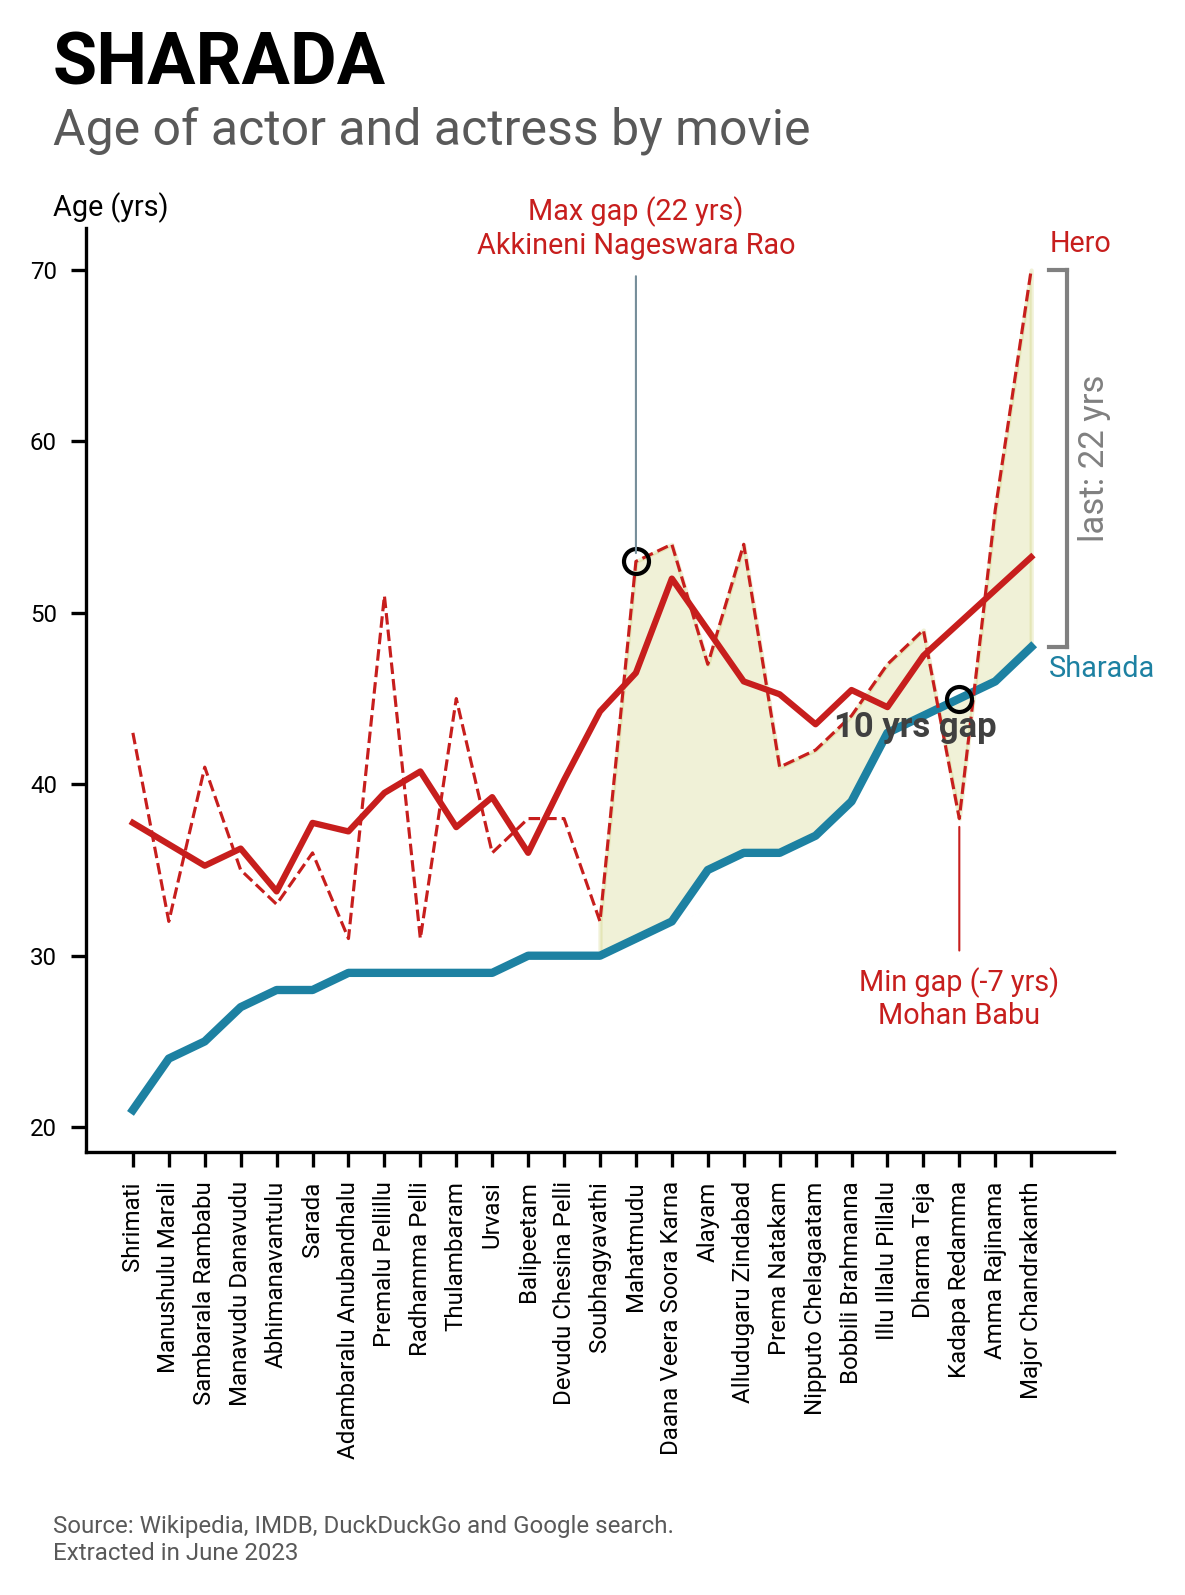 SHARADA
Age of actor and actress by movie
Age (yrs)
Max gap (22 yrs)
Akkineni Nageswara Rao
Hero
70
60
50
40
30
20
last: 22 yrs
Sharada
10 yrs gap
Min gap (-7 yrs)
Mohan Babu
Shrimati
Manushulu Marali
Sambarala Rambabu
Manavudu Danavudu
Abhimanavantulu
Sarada
Adambaralu Anubandhalu
Premalu Pellillu
Radhamma Pelli
Thulambaram
Urvasi
Balipeetam
Devudu Chesina Pelli
Soubhagyavathi
Mahatmudu
Daana Veera Soora Karna
Alayam
Alludugaru Zindabad
Prema Natakam
Nipputo Chelagaatam
Bobbili Brahmanna
Illu Illalu Pillalu
Dharma Teja
Kadapa Redamma
Amma Rajinama
Major Chandrakanth
Source: Wikipedia, IMDB, DuckDuckGo and Google search.
Extracted in June 2023